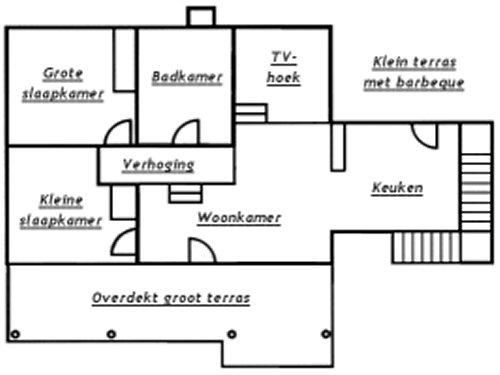 Grote
slaapkamer
Badkamer
TV-
hoek
Klein terras
met barbeque
Verhoging
Kleine
slaapkamer
Woonkamer
Keuken
Overdekt groot terras